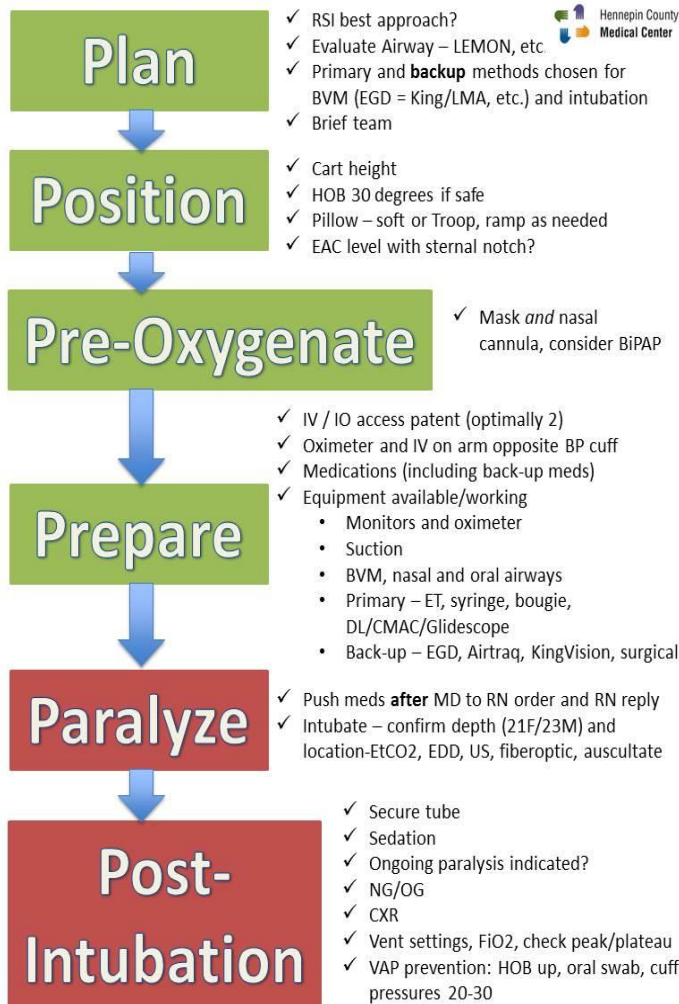 Hennepin County
Medical Center
Plan
✓ RSI best approach?
✓ Evaluate Airway – LEMON, etc.
✓ Primary and backup methods chosen for
BVM (EGD = King/LMA, etc.) and intubation
✓ Brief team
Position
✓ Cart height
✓ HOB 30 degrees if safe
✓ Pillow – soft or Troop, ramp as needed
✓ EAC level with sternal notch?
Pre-Oxygenate
✓ Mask and nasal
cannula, consider BiPAP
Prepare
✓ IV / IO access patent (optimally 2)
✓ Oximeter and IV on arm opposite BP cuff
✓ Medications (including back-up meds)
✓ Equipment available/working
• Monitors and oximeter
• Suction
• BVM, nasal and oral airways
• Primary – ET, syringe, bougie,
DL/CMAC/Glidescope
• Back-up – EGD, Airtraq, KingVision, surgical
Paralyze
✓ Push meds after MD to RN order and RN reply
✓ Intubate – confirm depth (21F/23M) and
location-EtCO2, EDD, US, fiberoptic, auscultate
Post-
Intubation
✓ Secure tube
✓ Sedation
✓ Ongoing paralysis indicated?
✓ NG/OG
✓ CXR
✓ Vent settings, FiO2, check peak/plateau
✓ VAP prevention: HOB up, oral swab, cuff
pressures 20-30